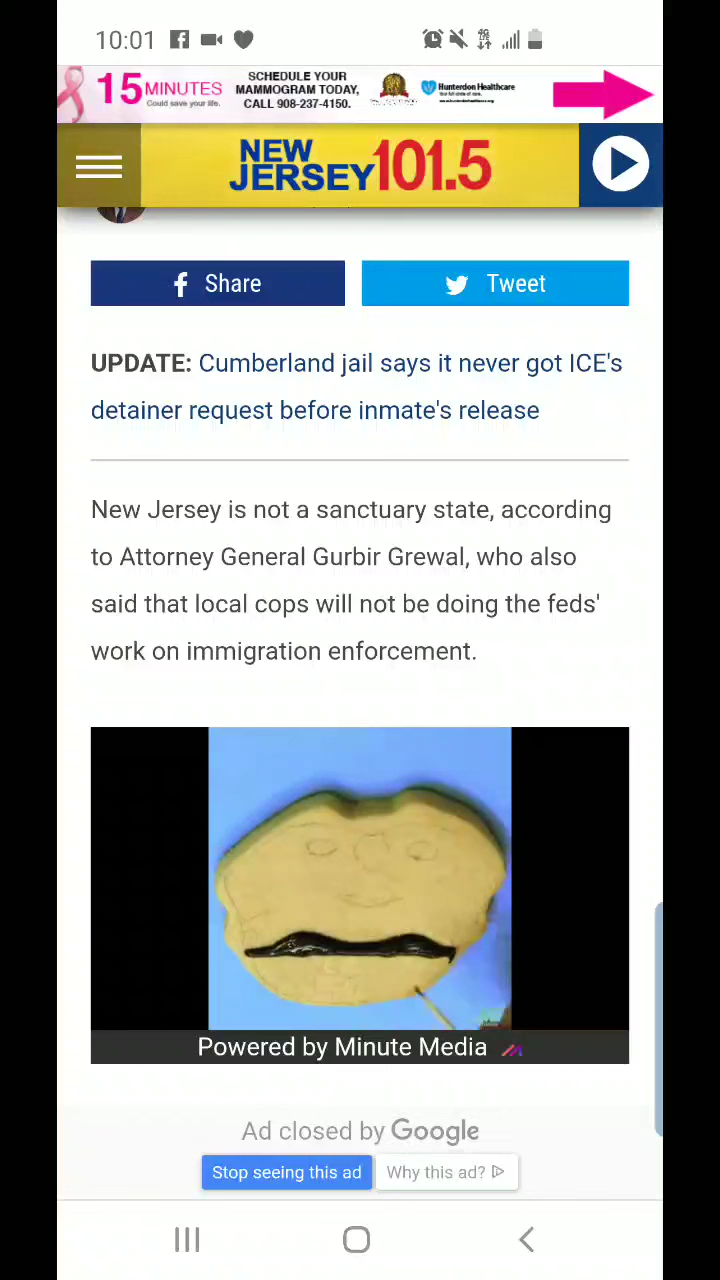 10:01
15 MINUTES
Could save your life.
SCHEDULE YOUR
MAMMOGRAM TODAY,
CALL 908-237-4150.
Hunterdon Healthcare
NEW
JERSEY 101.5
Share
Tweet
UPDATE: Cumberland jail says it never got ICE's
detainer request before inmate's release
New Jersey is not a sanctuary state, according
to Attorney General Gurbir Grewal, who also
said that local cops will not be doing the feds'
work on immigration enforcement.
Powered by Minute Media
Ad closed by Google
Stop seeing this ad
Why this ad?